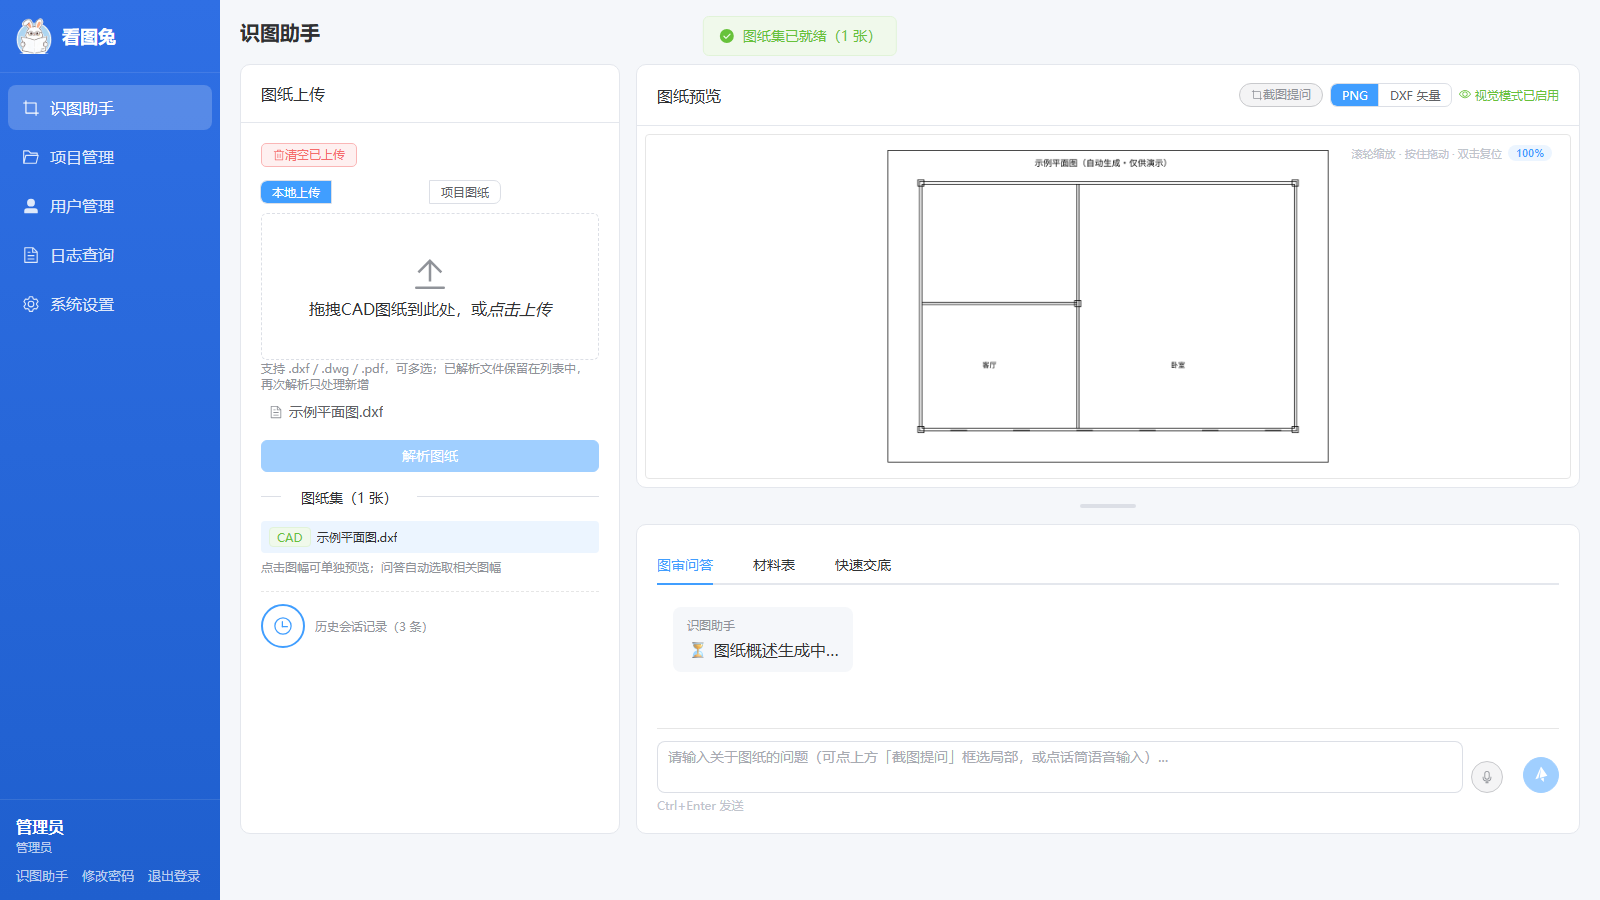 看图兔
识图助手
项目管理
用户管理
日志查询
系统设置
管理员
管理员
识图助手 修改密码 退出登录
识图助手
图纸集已就绪（1 张）
图纸上传
清空已上传
本地上传 项目图纸
拖拽CAD图纸到此处，或点击上传
支持 .dxf / .dwg / .pdf，可多选；已解析文件保留在列表中，
再次解析只处理新增
示例平面图.dxf
解析图纸
图纸集（1 张）
CAD 示例平面图.dxf
点击图幅可单独预览；问答自动选取相关图幅
历史会话记录（3 条）
图纸预览
截图提问 PNG DXF 矢量 视觉模式已启用
滚轮缩放 · 按住拖动 · 双击复位 100%
示例平面图（自动生成・仅供演示）
客厅 卧室
图审问答 材料表 快速交底
识图助手
⏳ 图纸概述生成中...
请输入关于图纸的问题（可点上方「截图提问」框选局部，或点话筒语音输入）...
Ctrl+Enter 发送